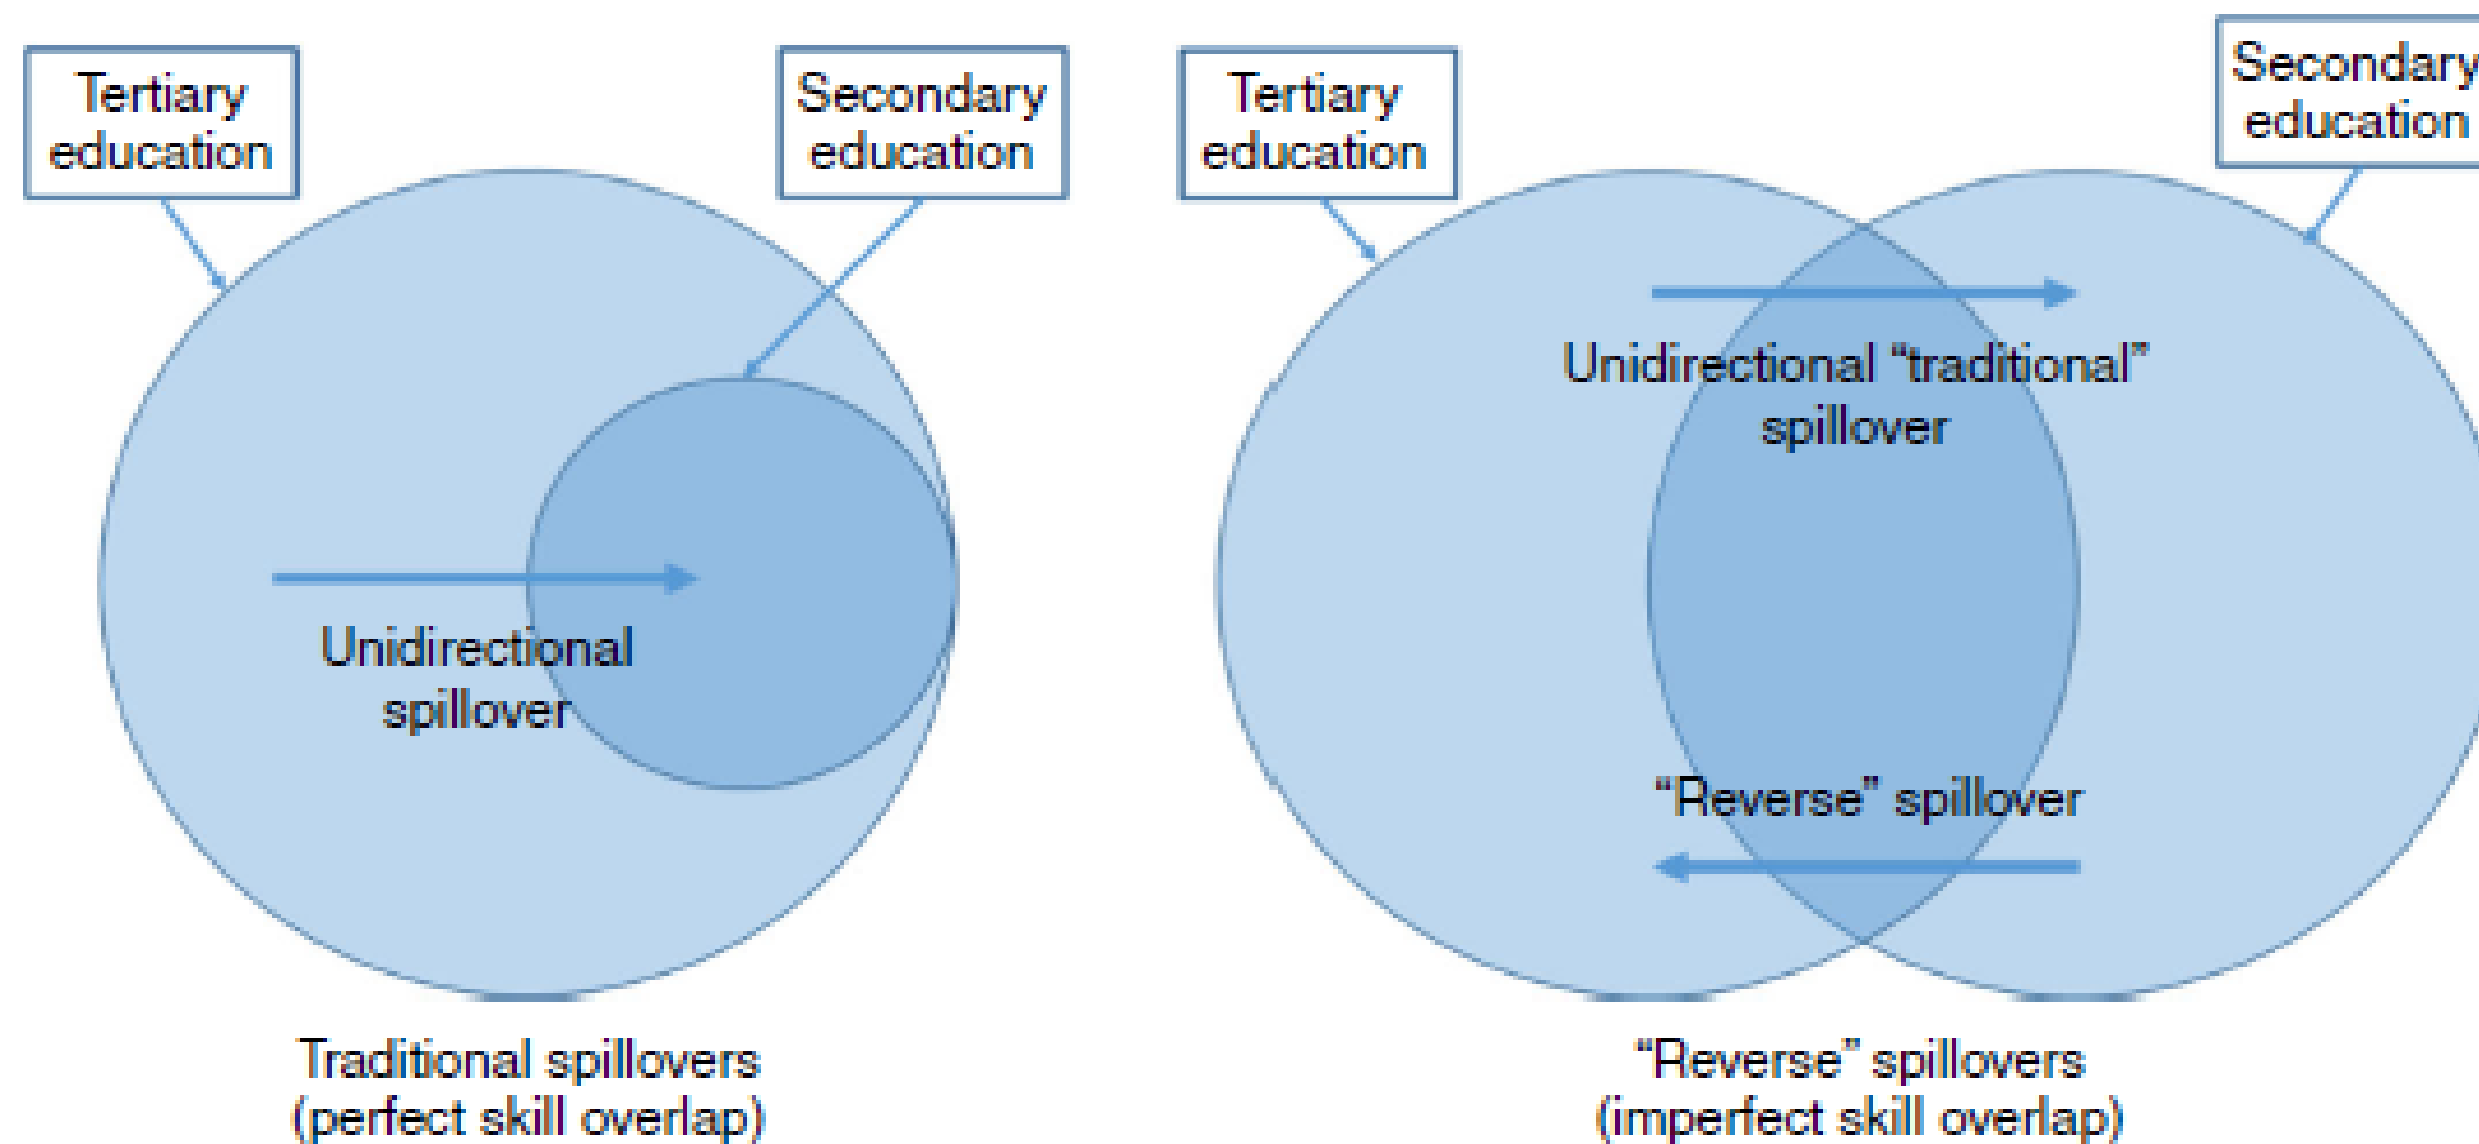 Tertiary
education
Secondary
education
Unidirectional
spillover
Traditional spillovers
(perfect skill overlap)
Tertiary
education
Secondary
education
Unidirectional “traditional”
spillover
“Reverse” spillover
“Reverse” spillovers
(imperfect skill overlap)